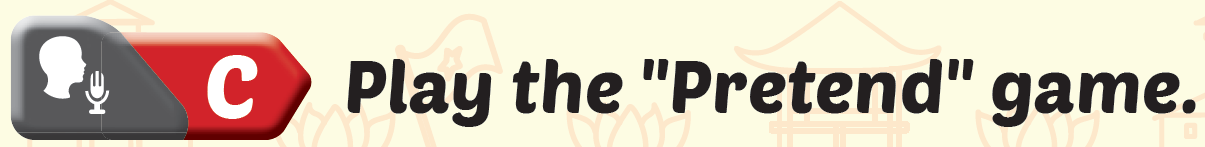 C Play the "Pretend" game.